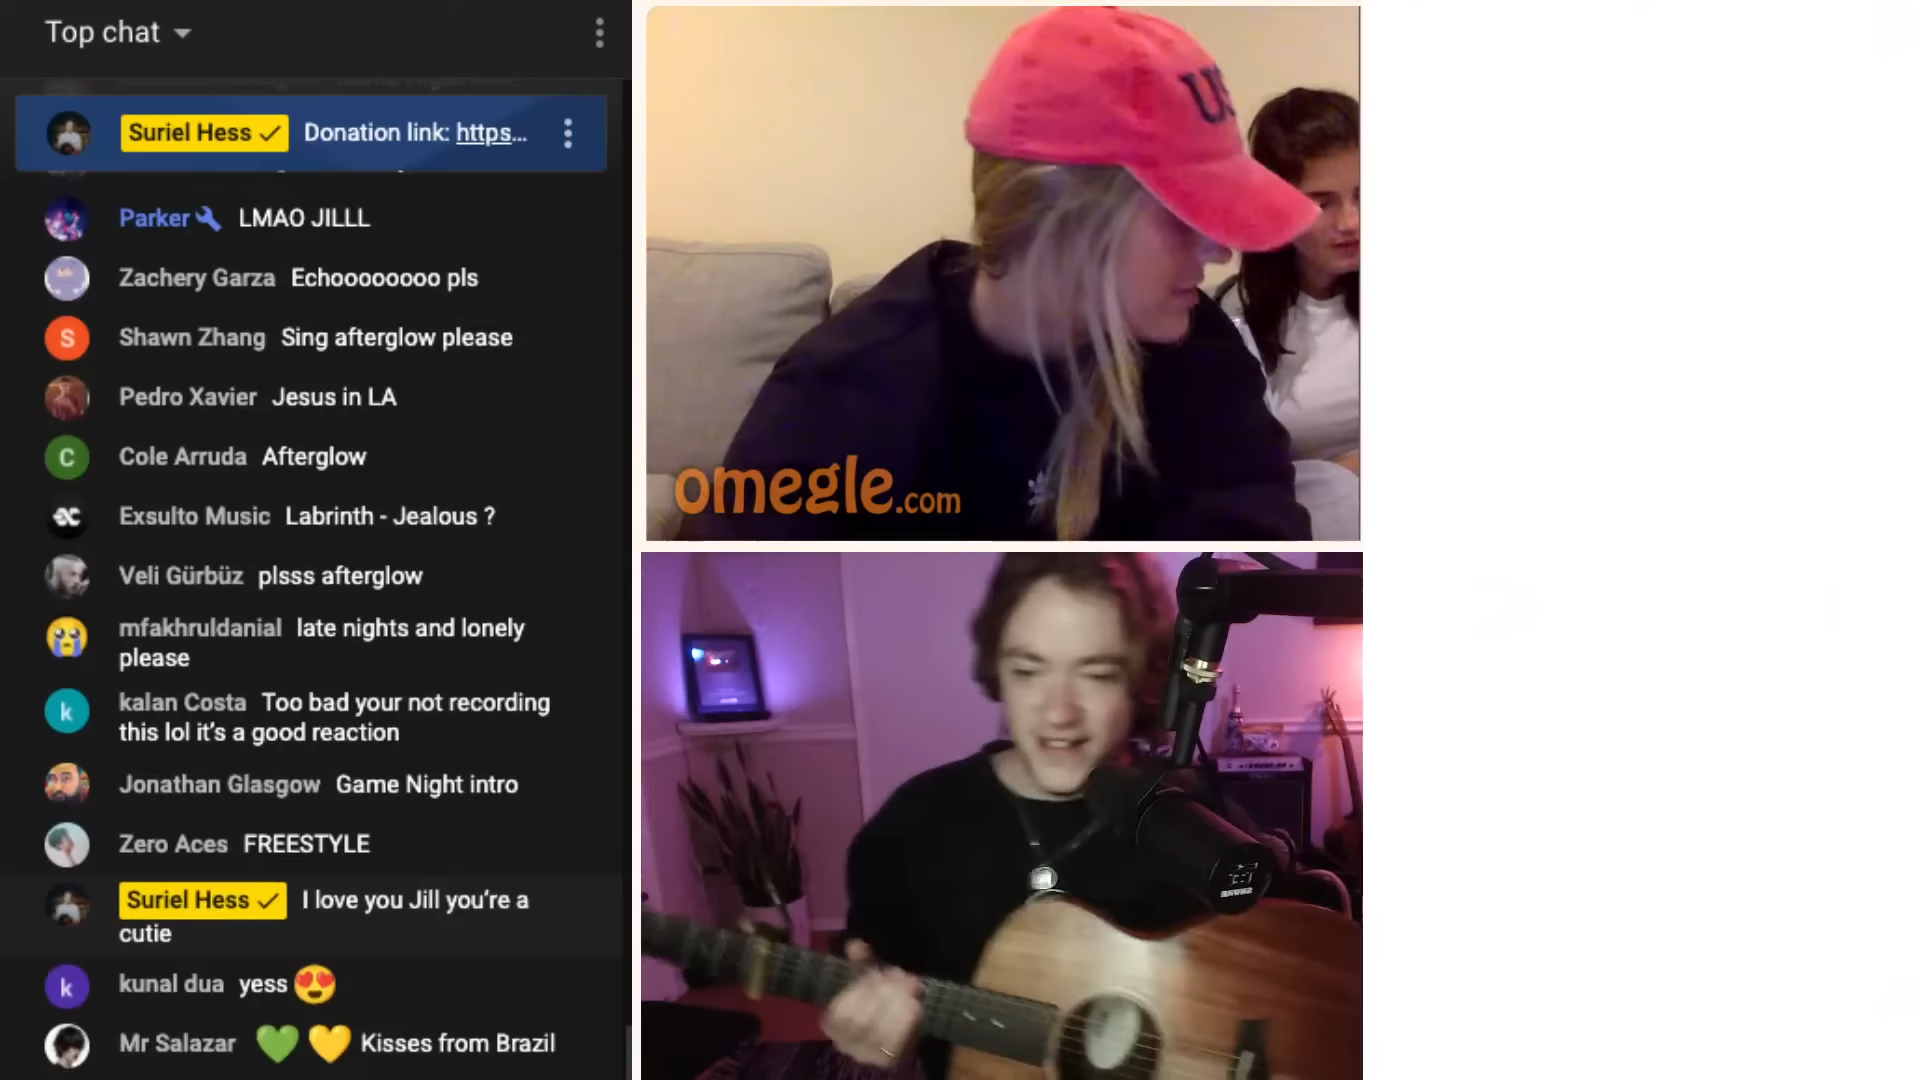 Top chat
Suriel Hess Donation link: https...
Parker LMAO JILLL
Zachery Garza Echoooooooo pls
Shawn Zhang Sing afterglow please
S
Pedro Xavier Jesus in LA
Cole Arruda Afterglow
C
Exsulto Music Labrinth - Jealous ?
Veli Gürbüz plsss afterglow
mfakhruldanial late nights and lonely
please
kalan Costa Too bad your not recording
k
this lol it's a good reaction
Jonathan Glasgow Game Night intro
Zero Aces FREESTYLE
Suriel Hess I love you Jill you're a
cutie
kunal dua yess
k
Mr Salazar Kisses from Brazil
omegle.com